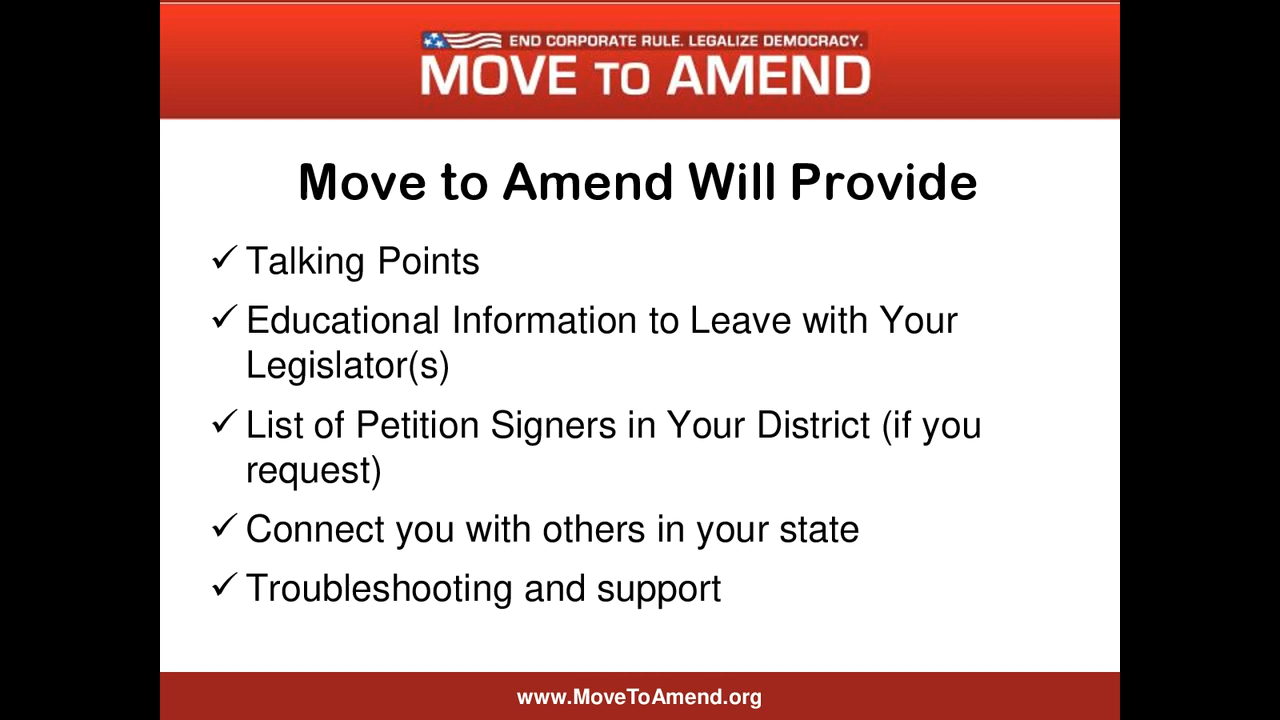 END CORPORATE RULE. LEGALIZE DEMOCRACY.
MOVE TO AMEND
Move to Amend Will Provide
✓ Talking Points
✓ Educational Information to Leave with Your
Legislator(s)
✓ List of Petition Signers in Your District (if you
request)
✓ Connect you with others in your state
✓ Troubleshooting and support
www.MoveToAmend.org